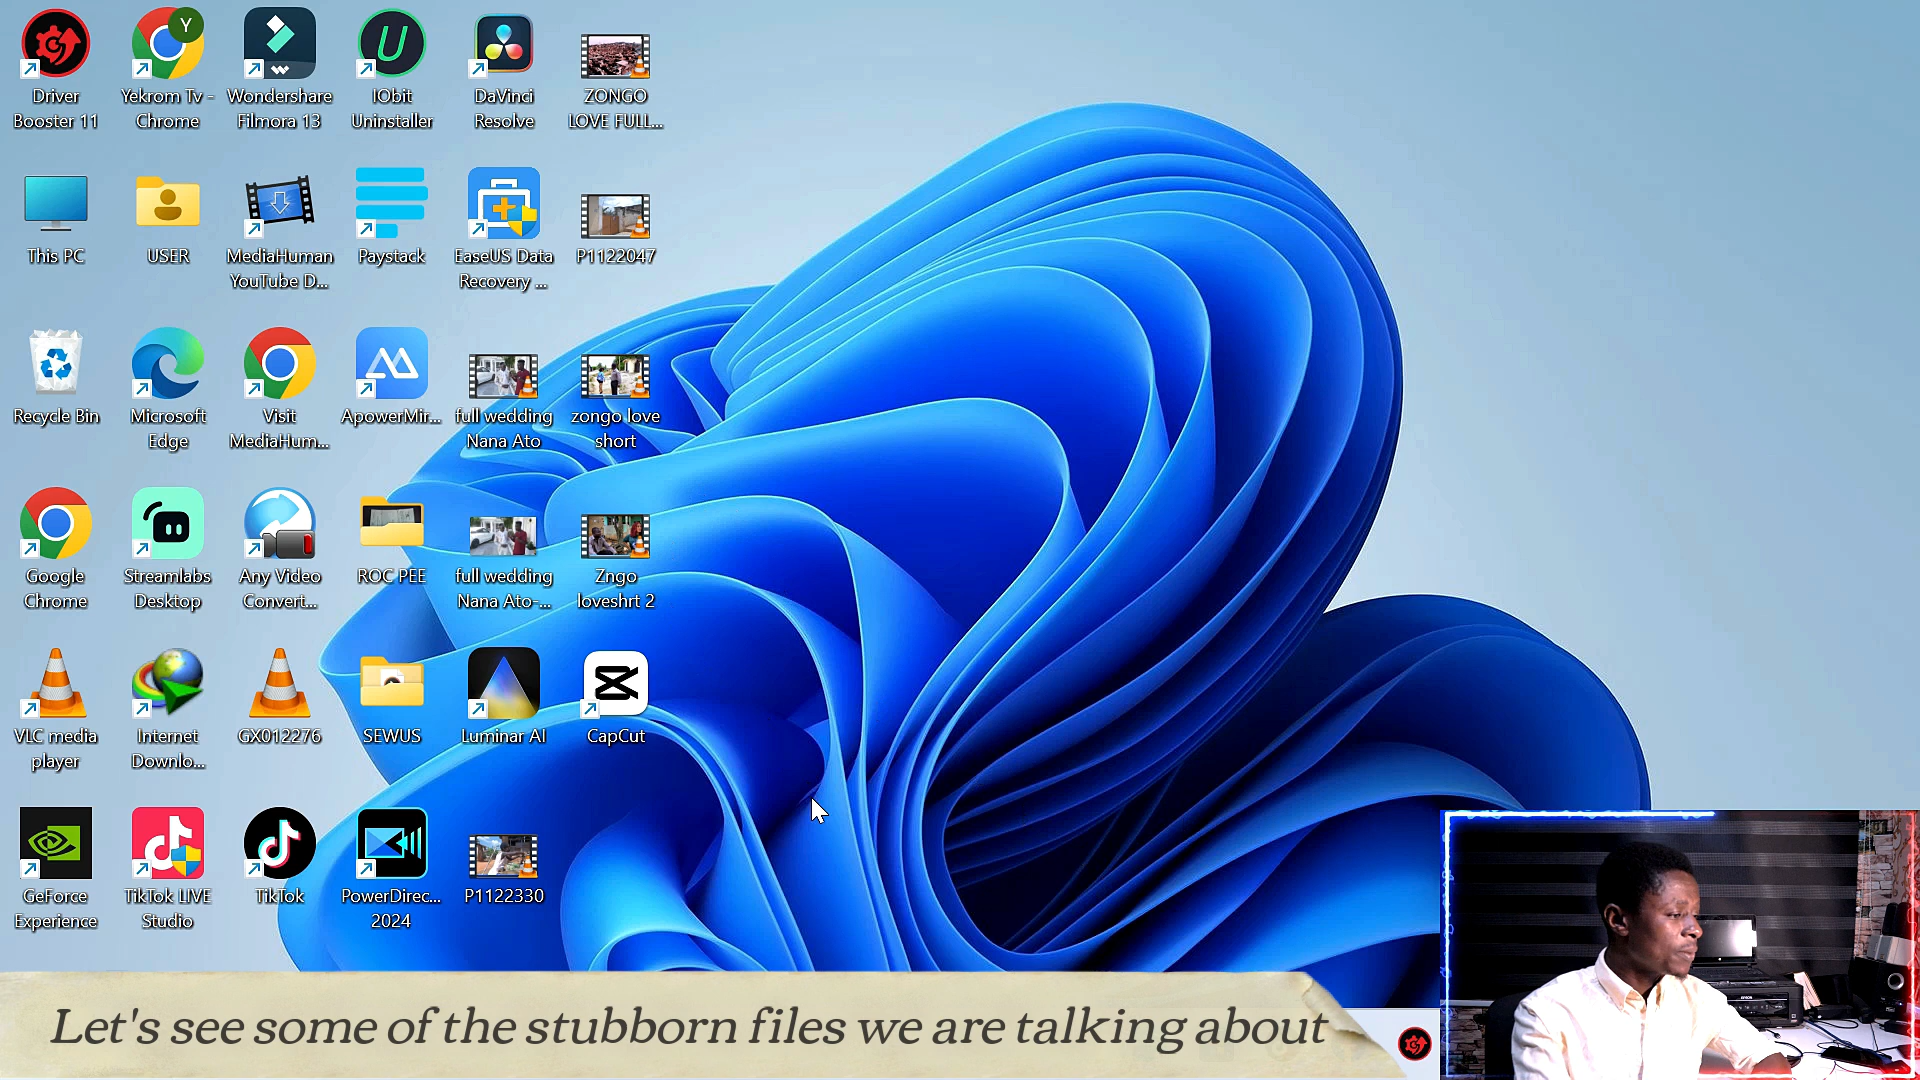 Driver
Booster 11
Yekrom Tv -
Chrome
Wondershare
Filmora 13
IObit
Uninstaller
DaVinci
Resolve
ZONGO
LOVE FULL...
This PC
USER
MediaHuman
YouTube D...
Paystack
EaseUS Data
Recovery ...
P1122047
Recycle Bin
Microsoft
Edge
Visit
MediaHum...
ApowerMir...
full wedding
Nana Ato
zongo love
short
Google
Chrome
Streamlabs
Desktop
Any Video
Convert...
ROC PEE
full wedding
Nana Ato-...
Zngo
loveshrt 2
VLC media
player
Internet
Downlo...
GX012276
SEWUS
Luminar AI
CapCut
GeForce
Experience
TikTok LIVE
Studio
TikTok
PowerDirec...
2024
P1122330
Let's see some of the stubborn files we are talking about